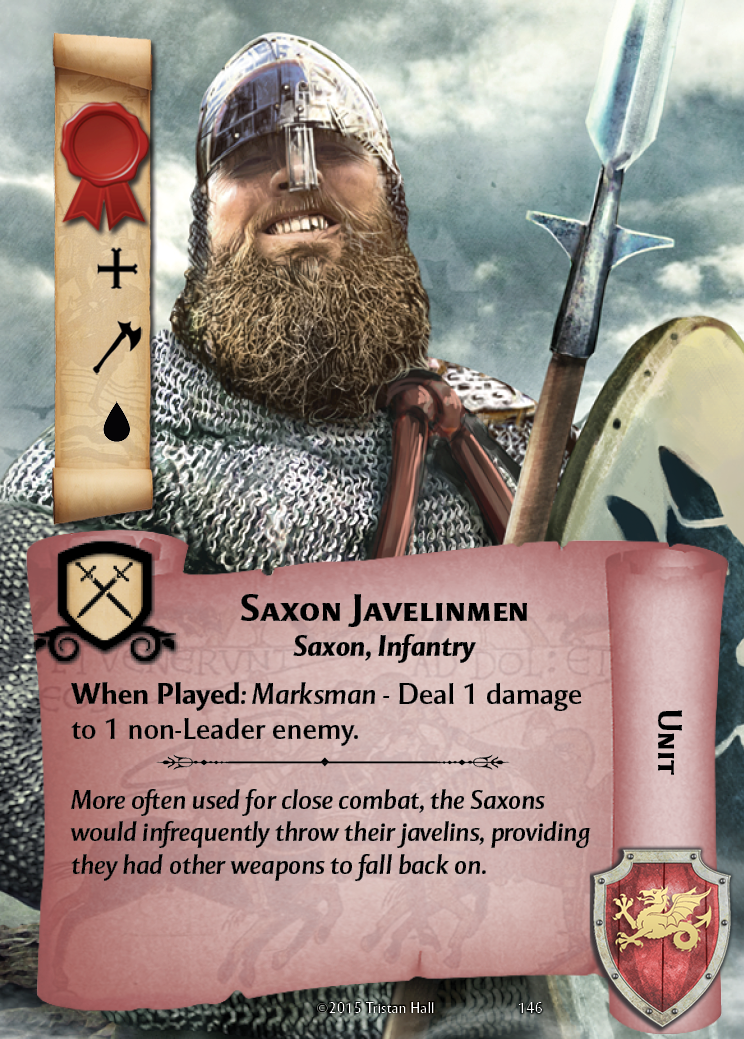 Saxon Javelinmen
Saxon, Infantry
When Played: Marksman - Deal 1 damage
to 1 non-Leader enemy.
More often used for close combat, the Saxons
would infrequently throw their javelins, providing
they had other weapons to fall back on.
Unit
©2015 Tristan Hall
146